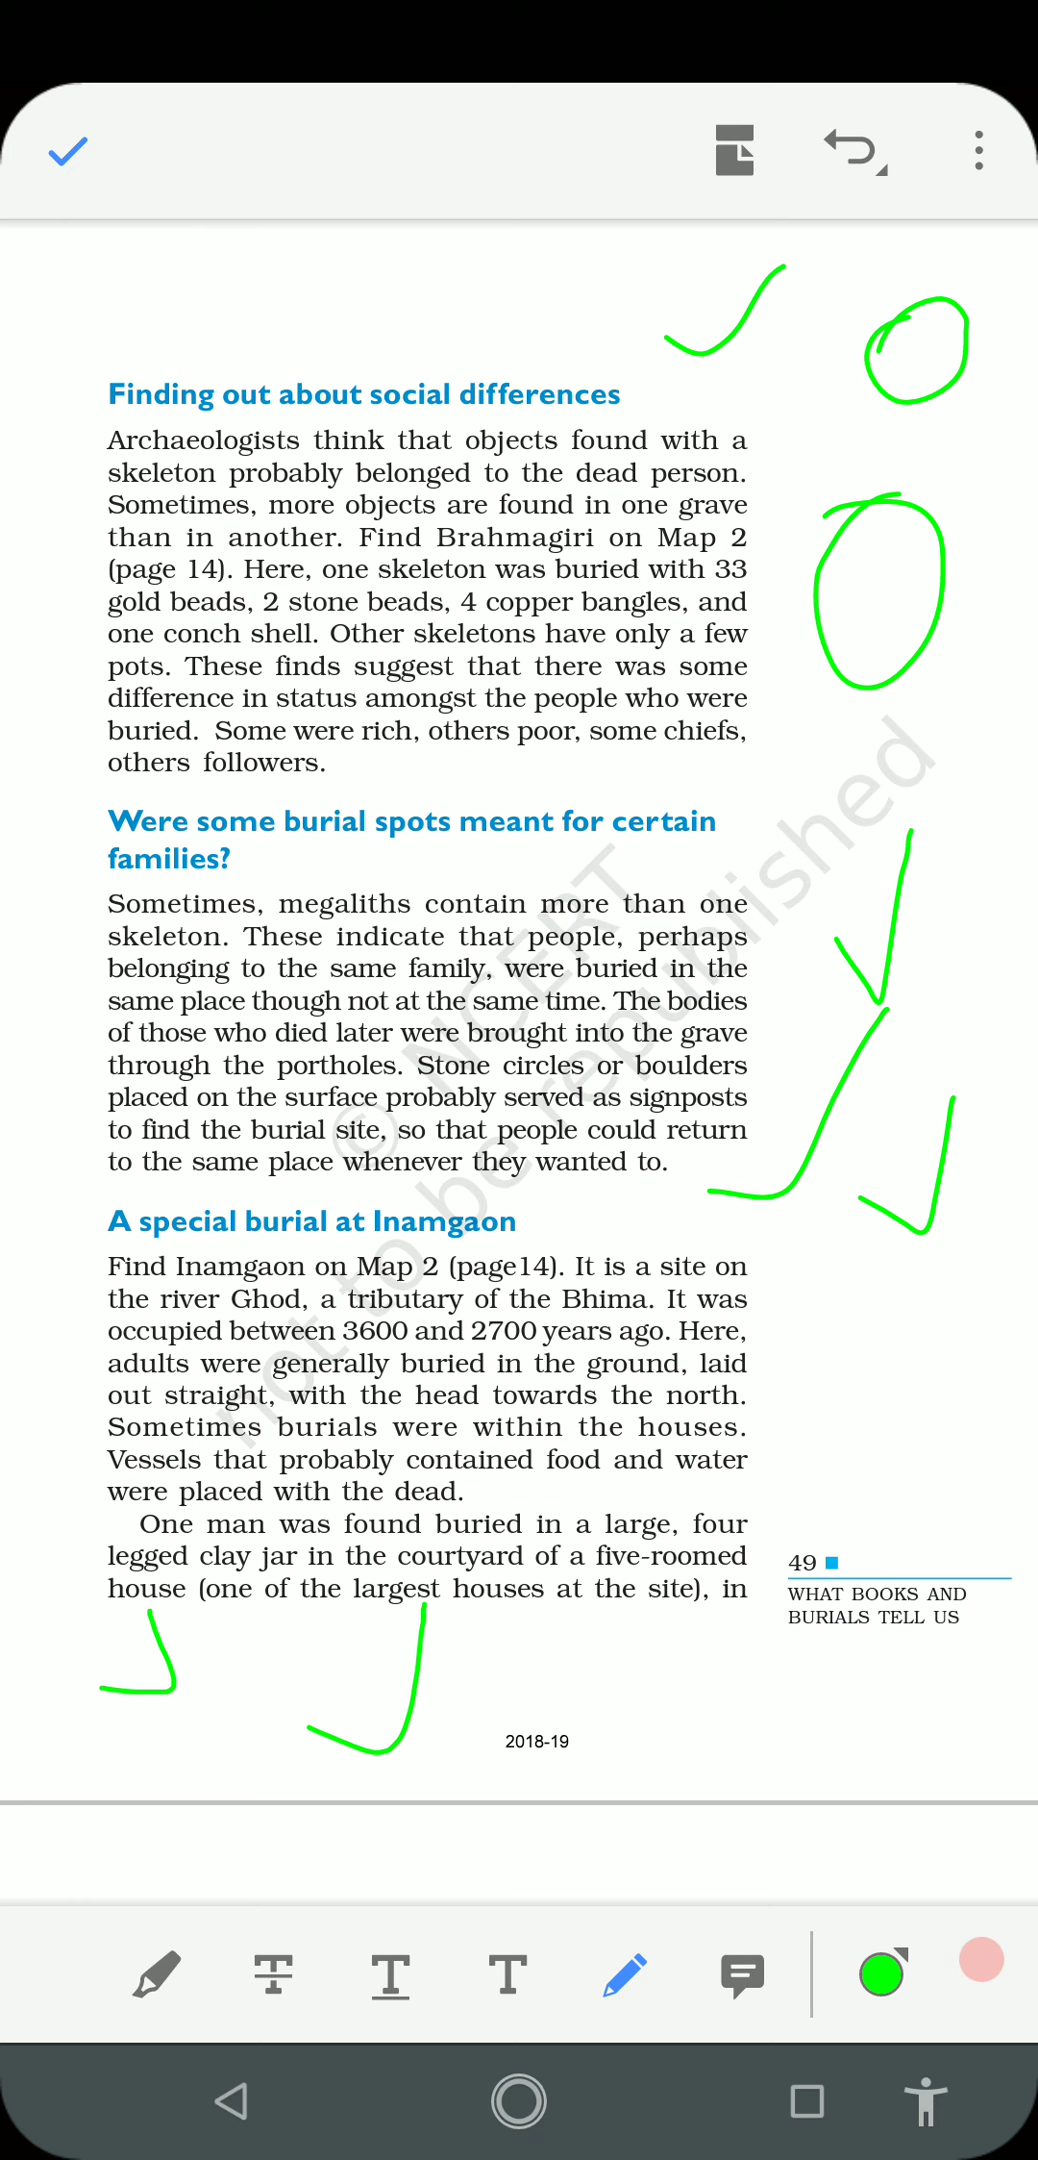 Finding out about social differences
Archaeologists think that objects found with a
skeleton probably belonged to the dead person.
Sometimes, more objects are found in one grave
than in another. Find Brahmagiri on Map 2
(page 14). Here, one skeleton was buried with 33
gold beads, 2 stone beads, 4 copper bangles, and
one conch shell. Other skeletons have only a few
pots. These finds suggest that there was some
difference in status amongst the people who were
buried. Some were rich, others poor, some chiefs,
others followers.
Were some burial spots meant for certain
families?
Sometimes, megaliths contain more than one
skeleton. These indicate that people, perhaps
belonging to the same family, were buried in the
same place though not at the same time. The bodies
of those who died later were brought into the grave
through the portholes. Stone circles or boulders
placed on the surface probably served as signposts
to find the burial site, so that people could return
to the same place whenever they wanted to.
A special burial at Inamgaon
Find Inamgaon on Map 2 (page14). It is a site on
the river Ghod, a tributary of the Bhima. It was
occupied between 3600 and 2700 years ago. Here,
adults were generally buried in the ground, laid
out straight, with the head towards the north.
Sometimes burials were within the houses.
Vessels that probably contained food and water
were placed with the dead.
One man was found buried in a large, four
legged clay jar in the courtyard of a five-roomed
house (one of the largest houses at the site), in
49
WHAT BOOKS AND
BURIALS TELL US
2018-19
© NCERT
not to be republished